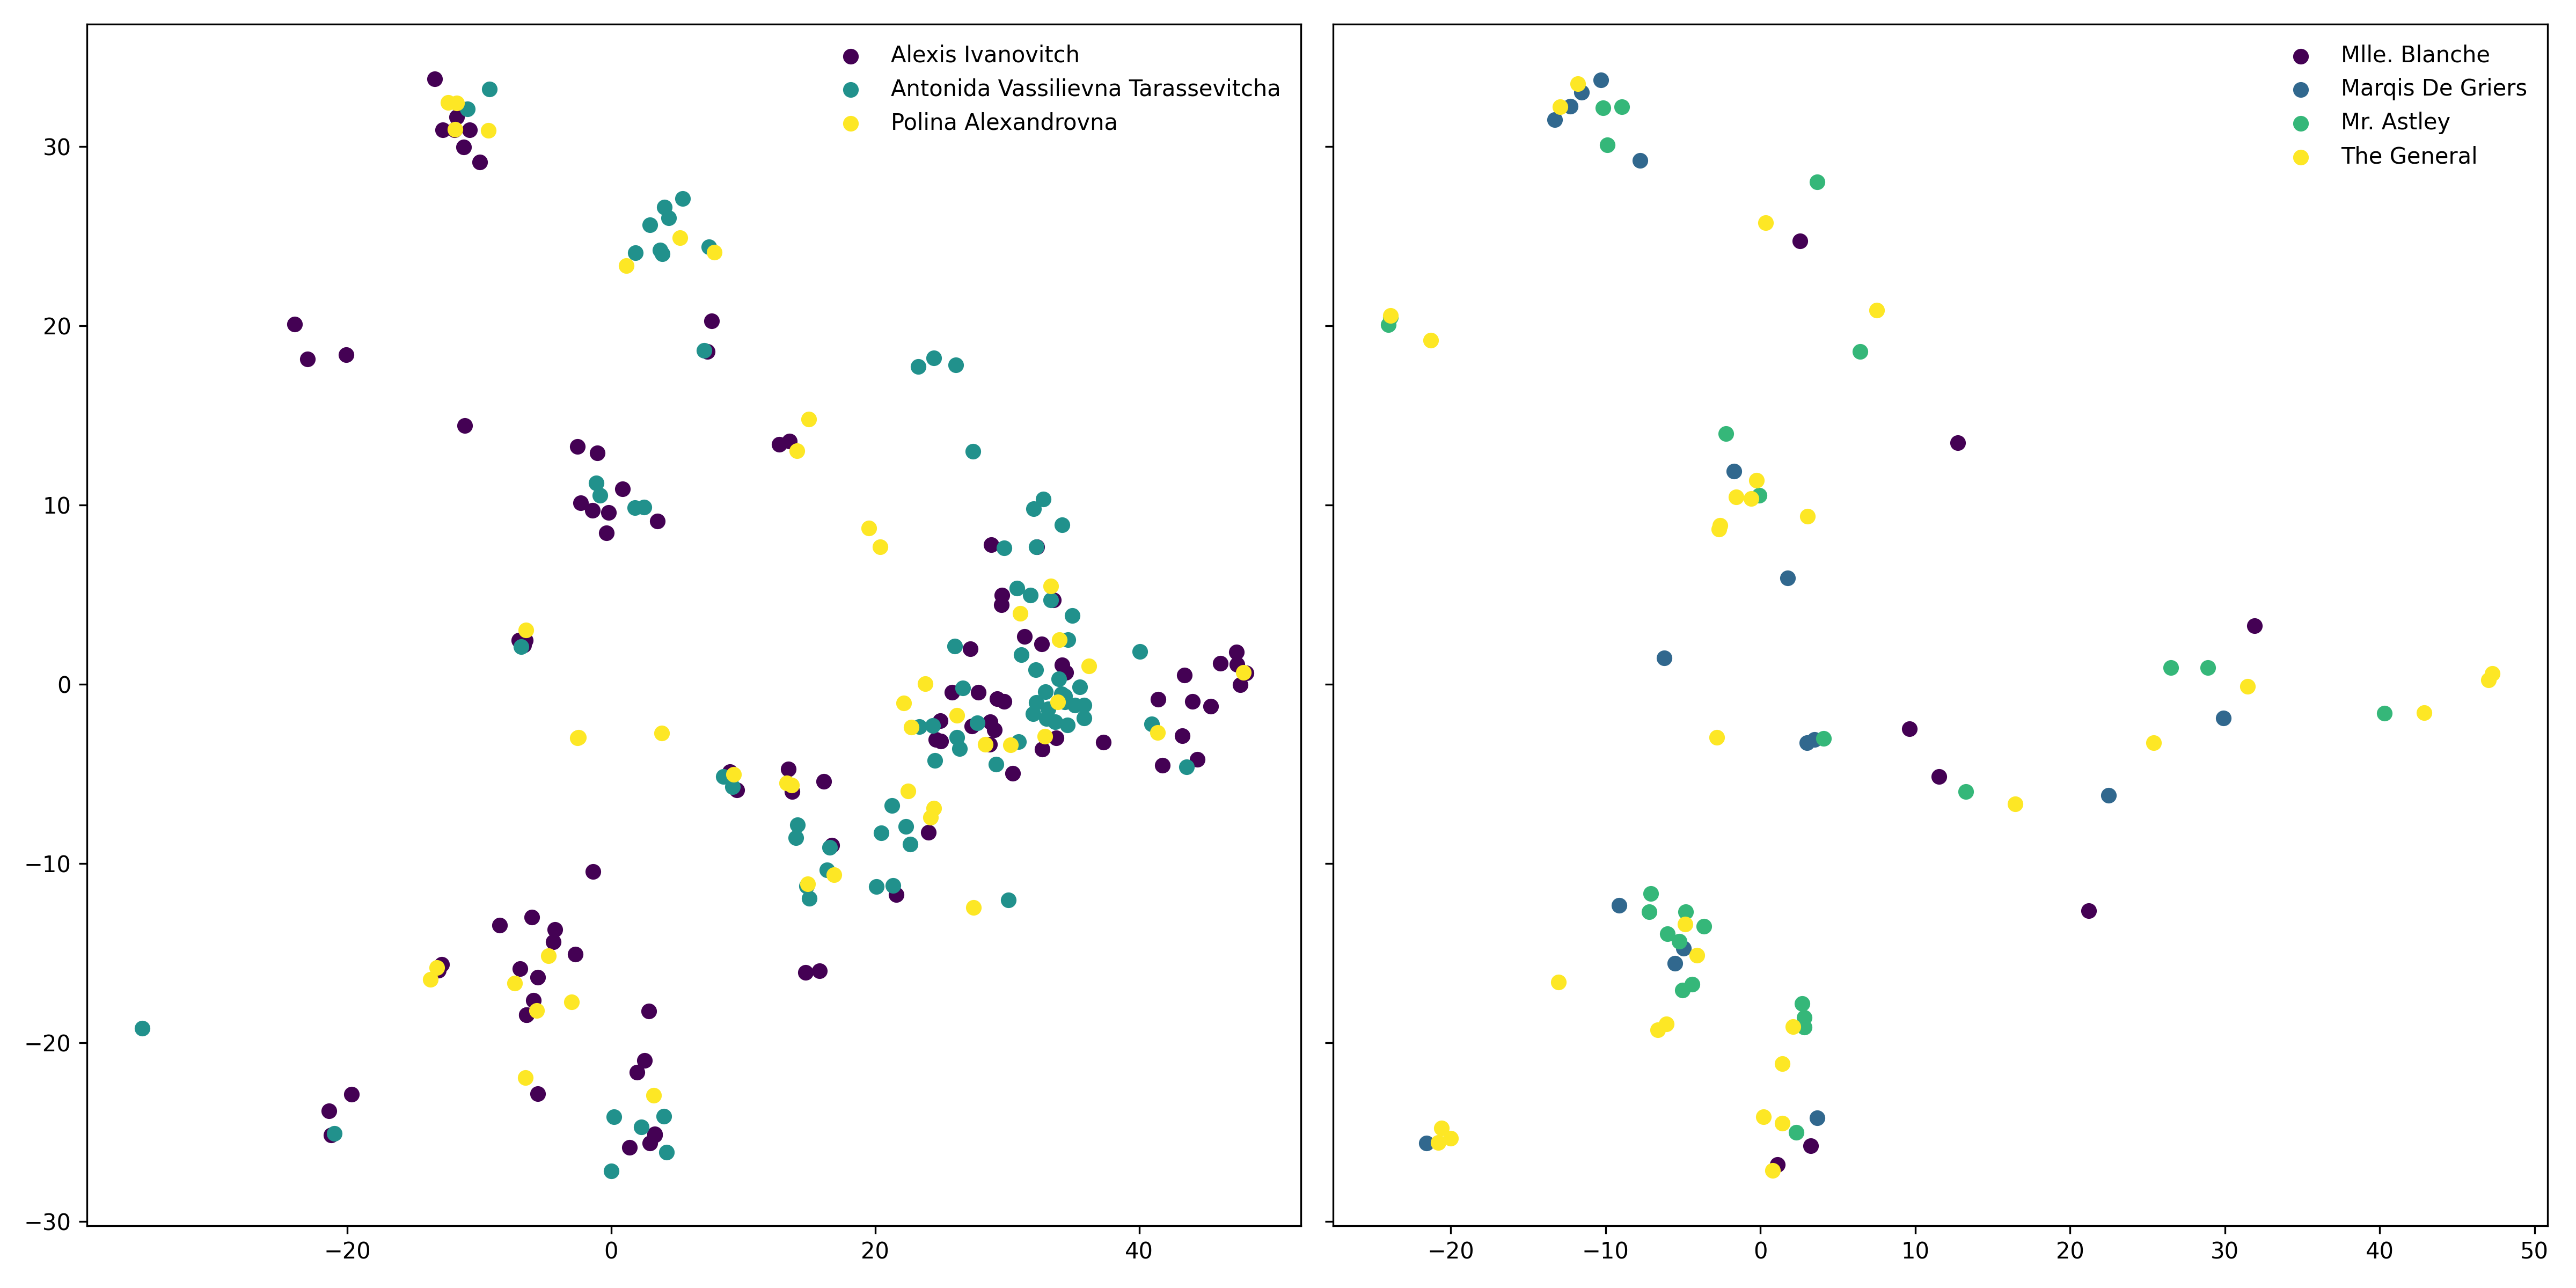 Alexis Ivanovitch
Antonida Vassilievna Tarassevitcha
Polina Alexandrovna
30
20
10
0
−10
−20
−30
−20
0
20
40
Mlle. Blanche
Marqis De Griers
Mr. Astley
The General
−20
−10
0
10
20
30
40
50